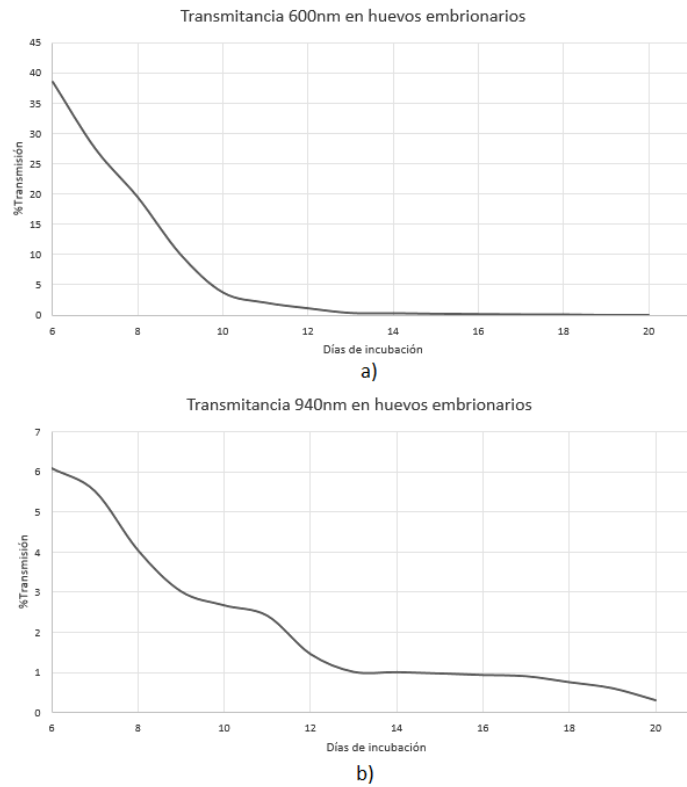 Transmitancia 600nm en huevos embrionarios
45
40
35
30
25
20
15
10
5
0
%Transmisión
6 8 10 12 14 16 18 20
Días de incubación
a)
Transmitancia 940nm en huevos embrionarios
7
6
5
4
3
2
1
0
%Transmisión
6 8 10 12 14 16 18 20
Días de incubación
b)